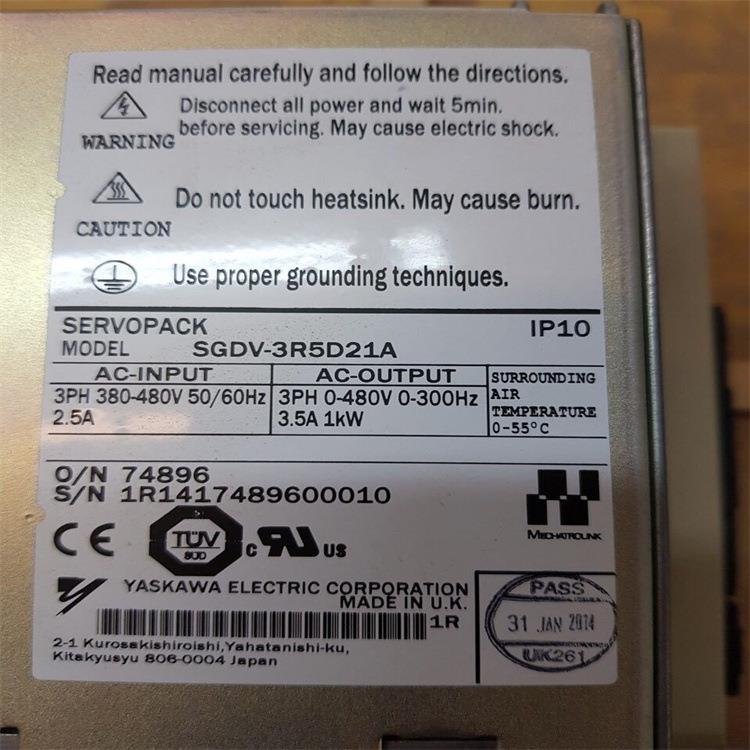 Read manual carefully and follow the directions.
Disconnect all power and wait 5min.
before servicing. May cause electric shock.
WARNING
Do not touch heatsink. May cause burn.
CAUTION
Use proper grounding techniques.
SERVOPACK IP10
MODEL SGDV-3R5D21A
AC-INPUT AC-OUTPUT SURROUNDING
3PH 380-480V 50/60Hz 3PH 0-480V 0-300Hz AIR
2.5A 3.5A 1kW TEMPERATURE
0-55°C
O/N 74896
S/N 1R1417489600010
MECHATROLINK
CE TÜV SÜD c RU US
YASKAWA ELECTRIC CORPORATION
MADE IN U.K.
1R
2-1 Kurosakishiroishi,Yahatanishi-ku,
Kitakyusyu 806-0004 Japan
PASS
31 JAN 2014
UK261